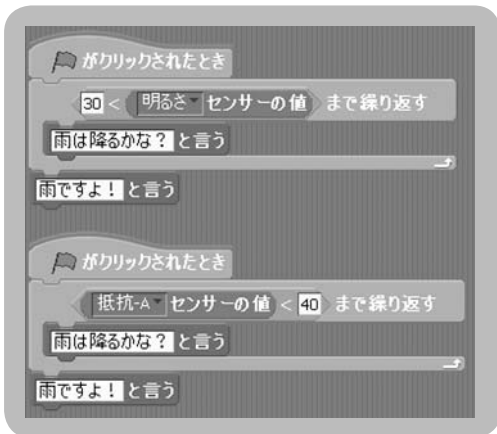 がクリックされたとき
30 < 明るさ センサーの値 まで繰り返す
雨は降るかな？ と言う
雨ですよ！ と言う
がクリックされたとき
抵抗-A センサーの値 < 40 まで繰り返す
雨は降るかな？ と言う
雨ですよ！ と言う